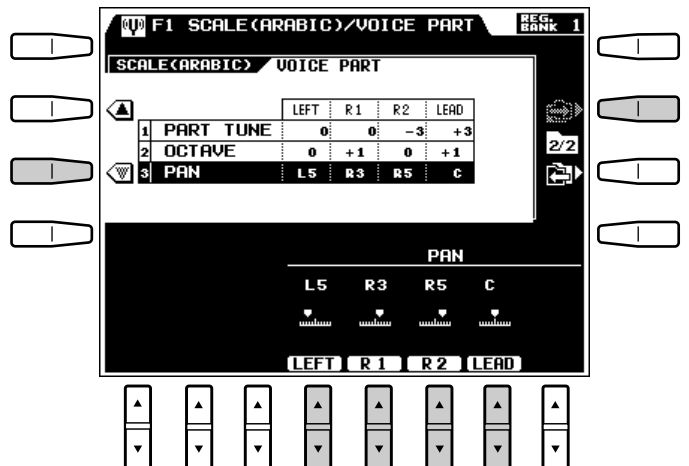 F1 SCALE(ARABIC)/VOICE PART REG. BANK 1
SCALE(ARABIC) VOICE PART
LEFT R1 R2 LEAD
1 PART TUNE 0 0 -3 +3
2 OCTAVE 0 +1 0 +1
2/2
3 PAN L5 R3 R5 C
PAN
L5 R3 R5 C
LEFT R1 R2 LEAD